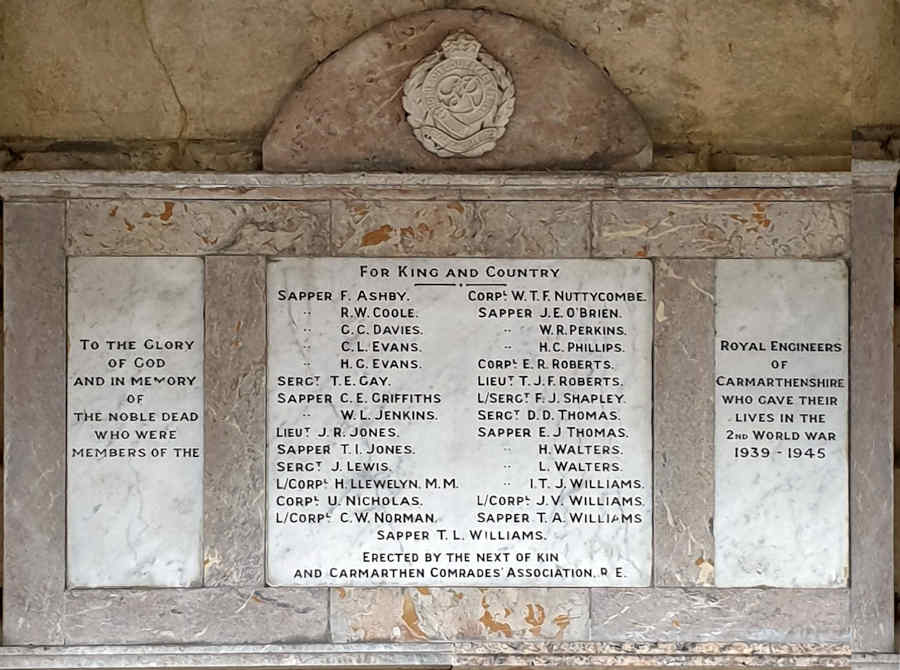 TO THE GLORY
OF GOD
AND IN MEMORY
OF
THE NOBLE DEAD
WHO WERE
MEMBERS OF THE
FOR KING AND COUNTRY
SAPPER F. ASHBY.
" R.W. COOLE.
" G.C. DAVIES.
" C.L. EVANS.
" H.G. EVANS.
SERGT T.E. GAY.
SAPPER C.E. GRIFFITHS
" W.L. JENKINS.
LIEUT J.R. JONES.
SAPPER T.I. JONES.
SERGT J. LEWIS.
L/CORPL H. LLEWELYN. M.M.
CORPL U. NICHOLAS.
L/CORPL C.W. NORMAN.
CORPL W.T.F. NUTTYCOMBE.
SAPPER J.E. O'BRIEN.
" W.R. PERKINS.
" H.C. PHILLIPS.
CORPL E.R. ROBERTS.
LIEUT T.J.F. ROBERTS.
L/SERGT F.J. SHAPLEY.
SERGT D.D. THOMAS.
SAPPER E.J THOMAS.
" H. WALTERS.
" L. WALTERS.
" I.T.J. WILLIAMS.
L/CORPL J.V. WILLIAMS.
SAPPER T.A. WILLIAMS
SAPPER T.L. WILLIAMS.
ERECTED BY THE NEXT OF KIN
AND CARMARTHEN COMRADES' ASSOCIATION. R.E.
ROYAL ENGINEERS
OF
CARMARTHENSHIRE
WHO GAVE THEIR
LIVES IN THE
2ND WORLD WAR
1939 - 1945